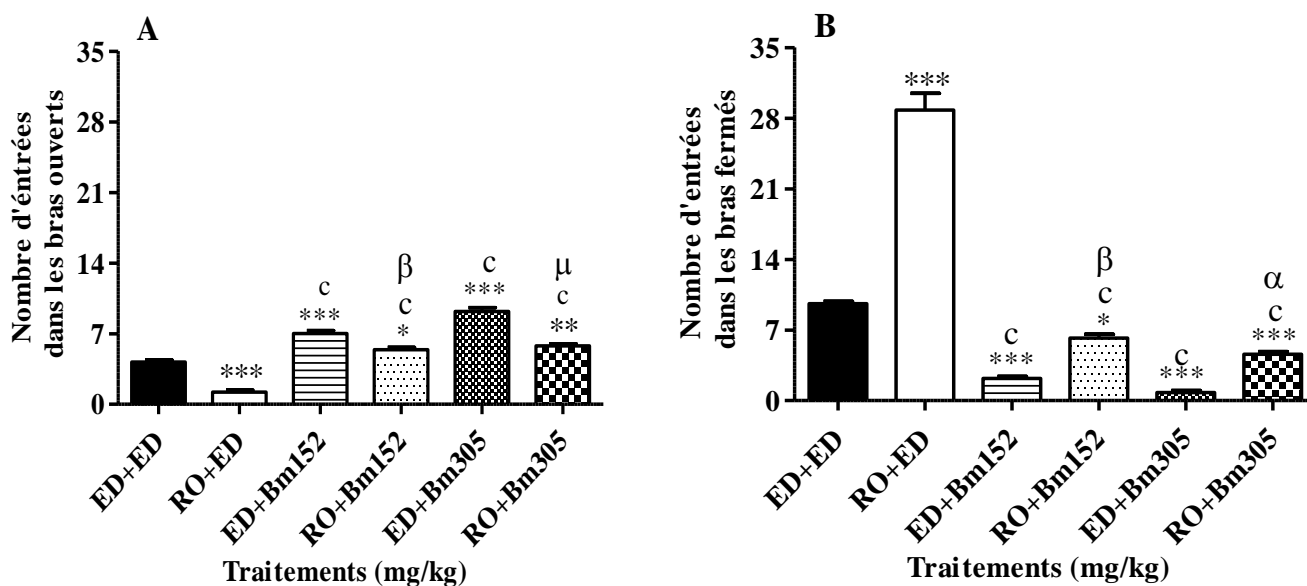 A
Nombre d'éntrées
dans les bras ouverts
35
28
21
14
7
0
***
c
***
β
c
*
c
***
μ
c
**
ED+ED
RO+ED
ED+Bm152
RO+Bm152
ED+Bm305
RO+Bm305
Traitements (mg/kg)
B
Nombre d'entrées
dans les bras fermés
35
28
21
14
7
0
***
c
***
β
c
*
c
***
α
c
***
ED+ED
RO+ED
ED+Bm152
RO+Bm152
ED+Bm305
RO+Bm305
Traitements (mg/kg)